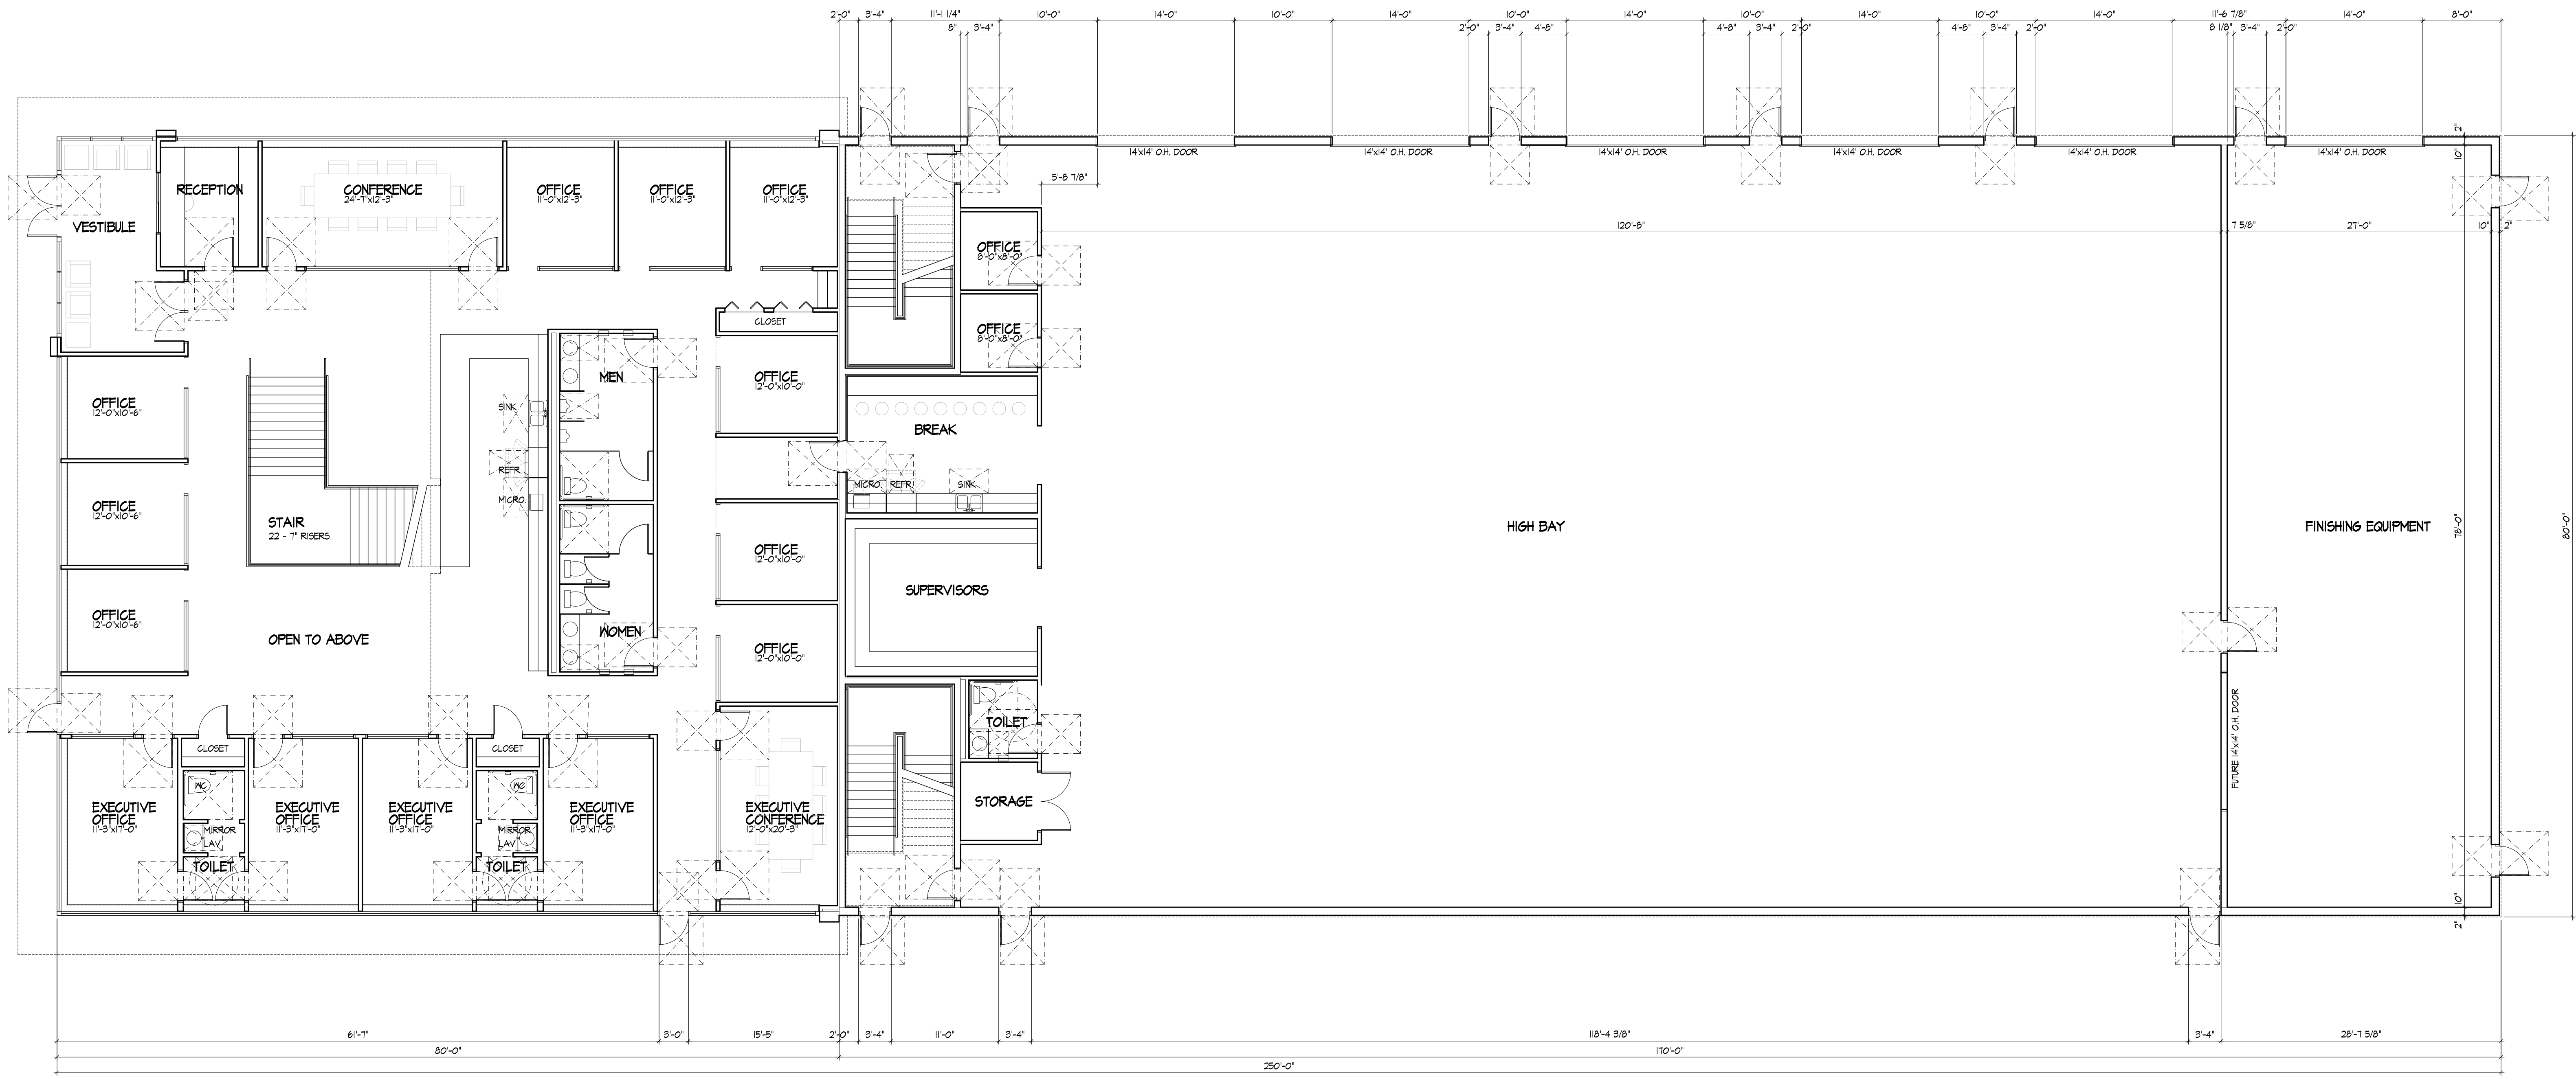 2'-0" 3'-4" 11'-1 1/4" 10'-0" 14'-0" 10'-0" 14'-0" 10'-0" 14'-0" 10'-0" 14'-0" 10'-0" 14'-0" 11'-6 7/8" 14'-0" 8'-0"
8" 3'-4" 2'-0" 3'-4" 4'-8" 4'-8" 3'-4" 2'-0" 4'-8" 3'-4" 2'-0" 8 1/8" 3'-4" 2'-0"
2"
14'x14' O.H. DOOR 14'x14' O.H. DOOR 14'x14' O.H. DOOR 14'x14' O.H. DOOR 14'x14' O.H. DOOR 14'x14' O.H. DOOR 10"
5'-8 7/8"
RECEPTION
CONFERENCE
24'-7"x12'-3"
OFFICE
11'-0"x12'-3"
OFFICE
11'-0"x12'-3"
OFFICE
11'-0"x12'-3"
VESTIBULE
120'-8" 7 5/8" 27'-0" 10" 2"
OFFICE
8'-0"x8'-0"
CLOSET
OFFICE
8'-0"x8'-0"
MEN
OFFICE
12'-0"x10'-0"
OFFICE
12'-0"x10'-6"
SINK
BREAK
REFR.
MICRO. REFR. SINK
MICRO.
OFFICE
12'-0"x10'-6"
STAIR
22 - 7" RISERS
HIGH BAY
FINISHING EQUIPMENT
78'-0"
80'-0"
OFFICE
12'-0"x10'-0"
SUPERVISORS
OFFICE
12'-0"x10'-6"
OPEN TO ABOVE
WOMEN
OFFICE
12'-0"x10'-0"
TOILET
FUTURE 14'x14' O.H. DOOR
CLOSET
CLOSET
WC
WC
STORAGE
EXECUTIVE
OFFICE
11'-3"x17'-0"
EXECUTIVE
OFFICE
11'-3"x17'-0"
EXECUTIVE
OFFICE
11'-3"x17'-0"
EXECUTIVE
OFFICE
11'-3"x17'-0"
EXECUTIVE
CONFERENCE
12'-0"x20'-3"
MIRROR
LAV
MIRROR
LAV
TOILET
TOILET
10"
2"
61'-7" 3'-0" 15'-5" 2'-0" 3'-4" 11'-0" 3'-4" 118'-4 3/8" 3'-4" 28'-7 5/8"
80'-0" 170'-0"
250'-0"